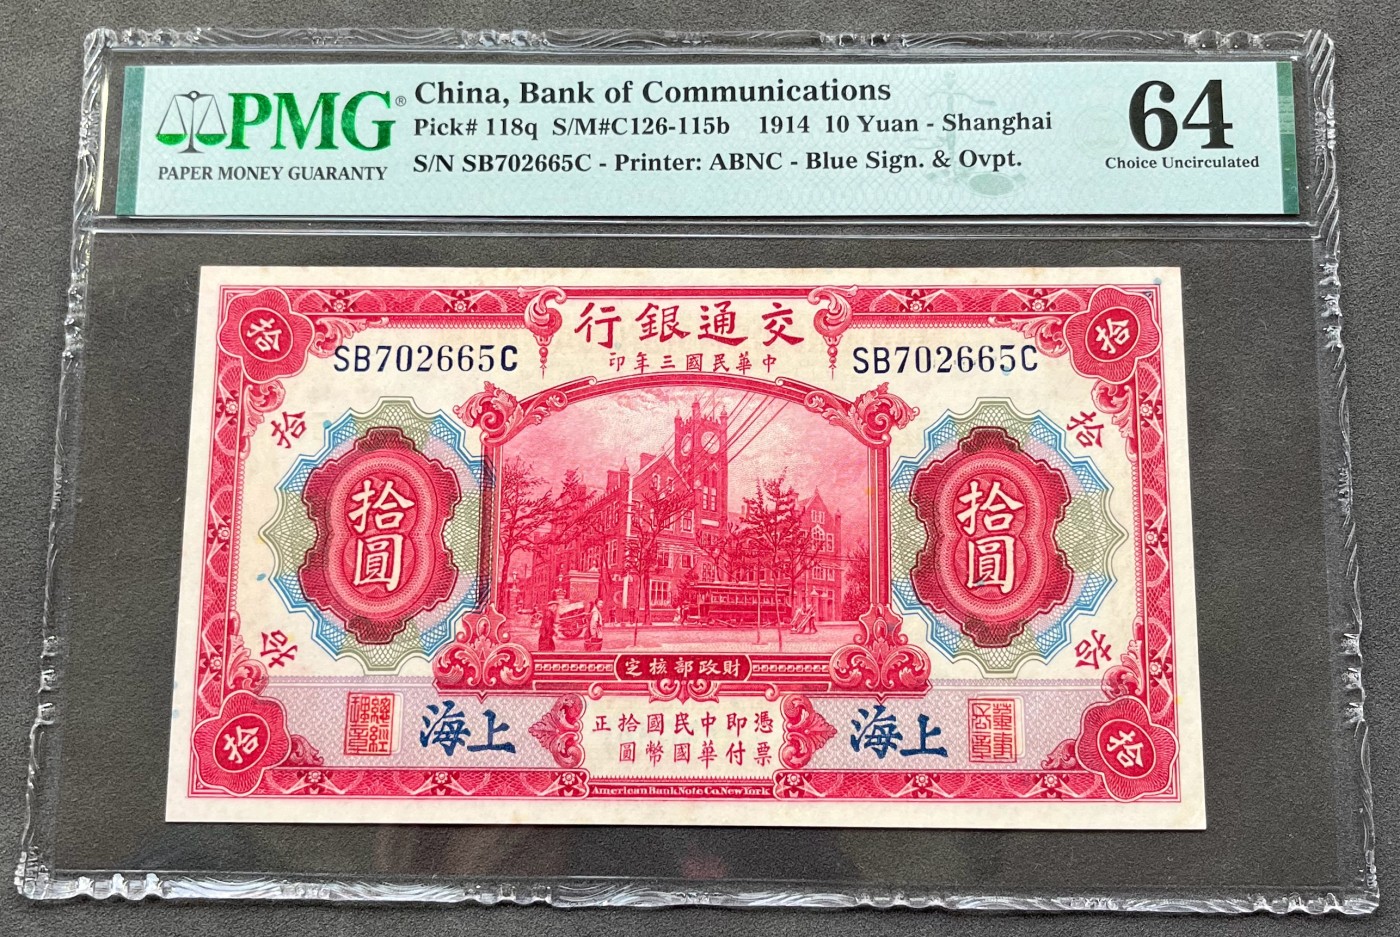 PMG®
PAPER MONEY GUARANTY
China, Bank of Communications
Pick# 118q S/M#C126-115b 1914 10 Yuan - Shanghai
S/N SB702665C - Printer: ABNC - Blue Sign. & Ovpt.
64
Choice Uncirculated
行銀通交
印年三國民華中
SB702665C
SB702665C
拾
拾
拾
拾
拾圓
拾圓
拾
拾
定核部政財
海上
海上
正拾國民中即憑
圓幣國華付票
拾
拾
American Bank Note Co. New York.